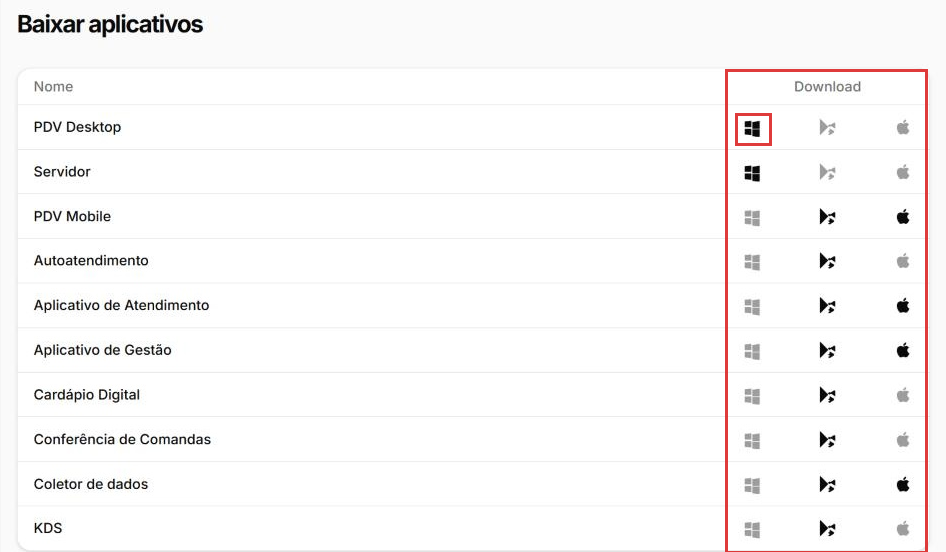 Baixar aplicativos
Nome Download
PDV Desktop
Servidor
PDV Mobile
Autoatendimento
Aplicativo de Atendimento
Aplicativo de Gestão
Cardápio Digital
Conferência de Comandas
Coletor de dados
KDS